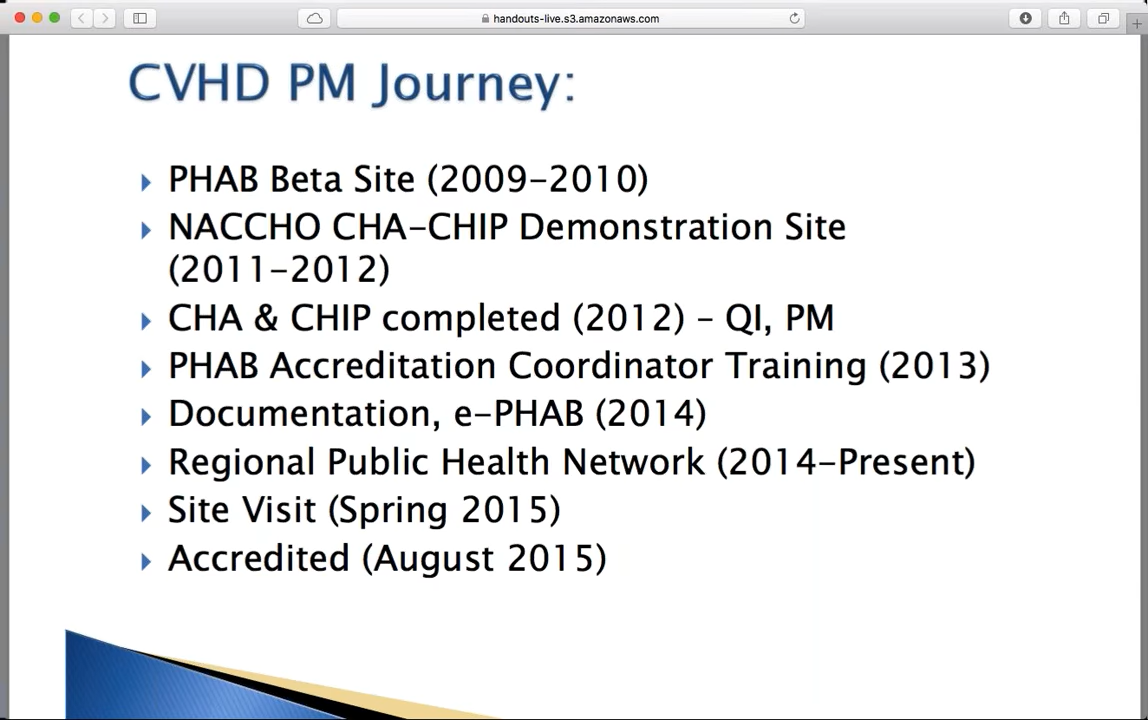 handouts-live.s3.amazonaws.com
CVHD PM Journey:
PHAB Beta Site (2009-2010)
NACCHO CHA-CHIP Demonstration Site
(2011-2012)
CHA & CHIP completed (2012) – QI, PM
PHAB Accreditation Coordinator Training (2013)
Documentation, e-PHAB (2014)
Regional Public Health Network (2014-Present)
Site Visit (Spring 2015)
Accredited (August 2015)